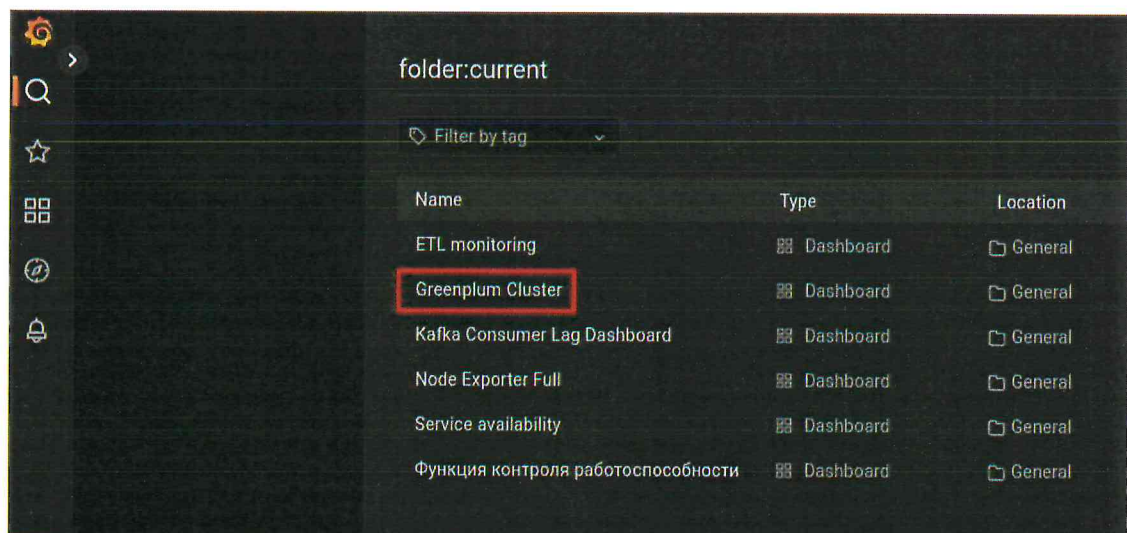 folder:current
Filter by tag
Name Type Location
ETL monitoring Dashboard General
Greenplum Cluster Dashboard General
Kafka Consumer Lag Dashboard Dashboard General
Node Exporter Full Dashboard General
Service availability Dashboard General
Функция контроля работоспособности Dashboard General